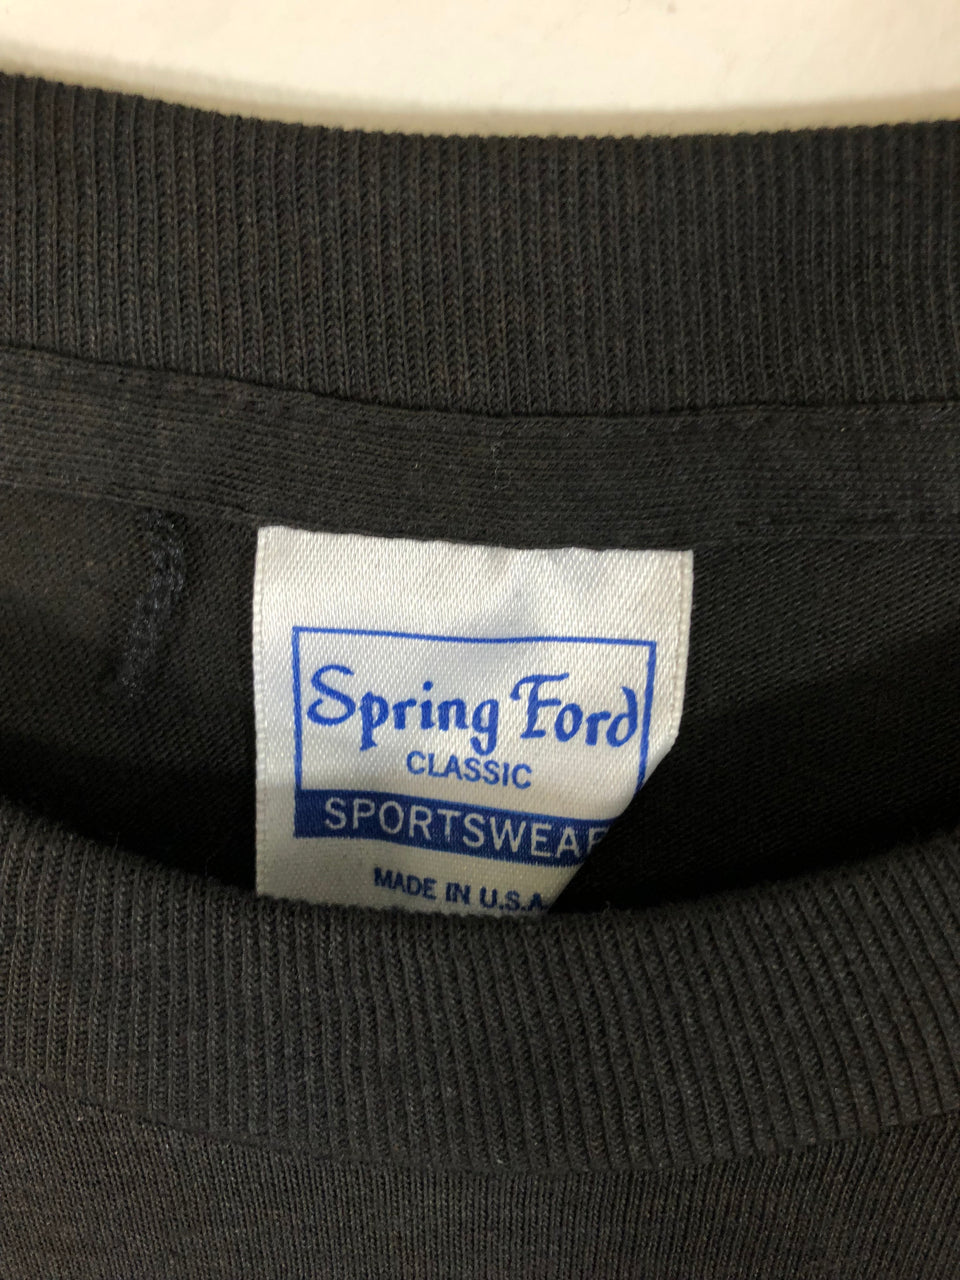 Spring Ford
CLASSIC
SPORTSWEAR
MADE IN U.S.A.